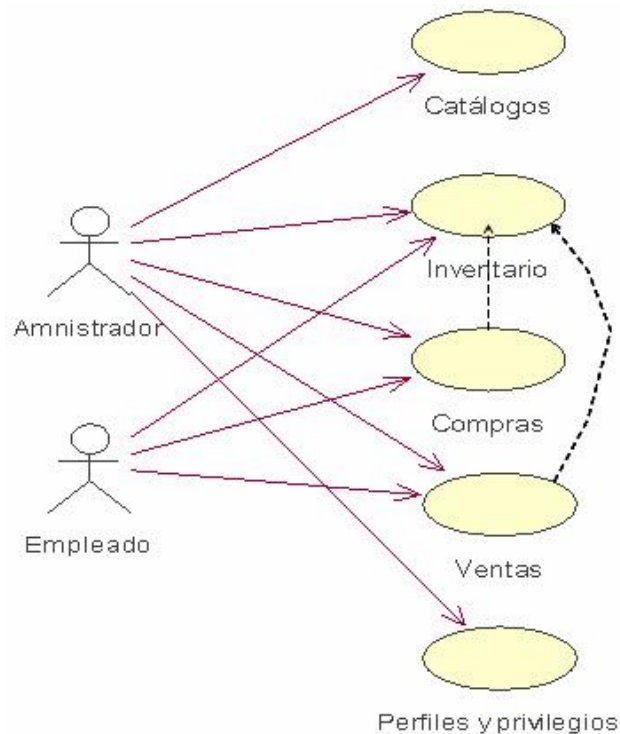 Catálogos
Inventario
Amnistrador
Compras
Empleado
Ventas
Perfiles y privilegios